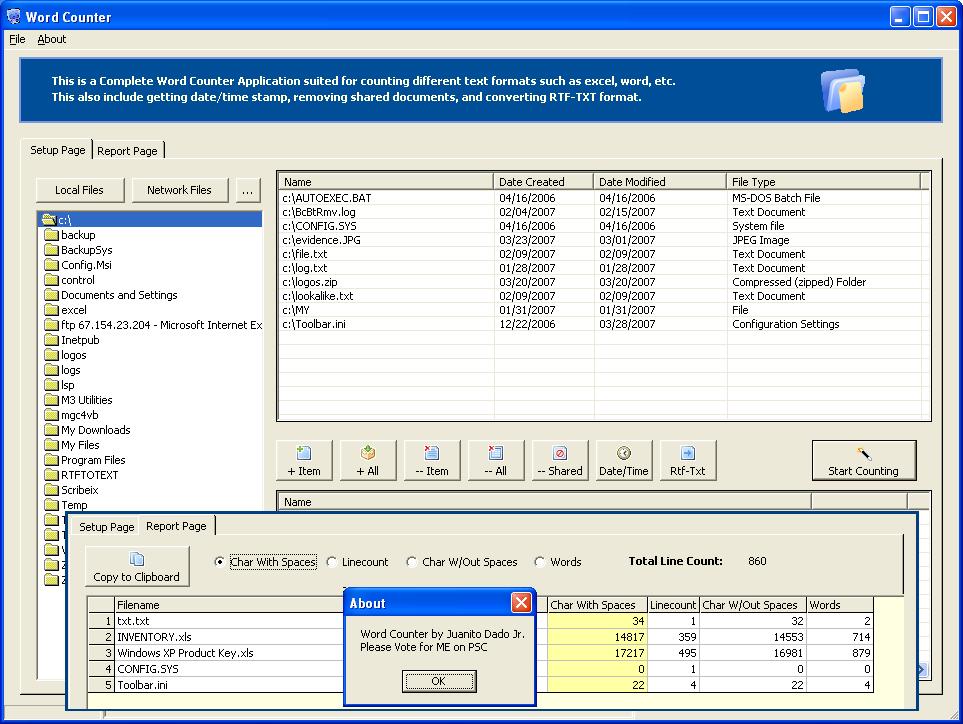 Word Counter
File About
This is a Complete Word Counter Application suited for counting different text formats such as excel, word, etc.
This also include getting date/time stamp, removing shared documents, and converting RTF-TXT format.
Setup Page Report Page
Local Files Network Files ...
c:\
backup
BackupSys
Config.Msi
control
Documents and Settings
excel
ftp 67.154.23.204 - Microsoft Internet Ex
Inetpub
logos
logs
lsp
M3 Utilities
mgc4vb
My Downloads
My Files
Program Files
RTFTOTEXT
Scribeix
Temp
Name Date Created Date Modified File Type
c:\AUTOEXEC.BAT 04/16/2006 04/16/2006 MS-DOS Batch File
c:\BcBtRmv.log 02/04/2007 02/15/2007 Text Document
c:\CONFIG.SYS 04/16/2006 04/16/2006 System file
c:\evidence.JPG 03/23/2007 03/01/2007 JPEG Image
c:\file.txt 02/09/2007 02/09/2007 Text Document
c:\log.txt 01/28/2007 01/28/2007 Text Document
c:\logos.zip 03/20/2007 03/20/2007 Compressed (zipped) Folder
c:\lookalike.txt 02/09/2007 02/09/2007 Text Document
c:\MY 01/31/2007 01/31/2007 File
c:\Toolbar.ini 12/22/2006 03/28/2007 Configuration Settings
+ Item + All -- Item -- All -- Shared Date/Time Rtf-Txt Start Counting
Name
Setup Page Report Page
Copy to Clipboard Char With Spaces Linecount Char W/Out Spaces Words Total Line Count: 860
Filename Char With Spaces Linecount Char W/Out Spaces Words
1 txt.txt 34 1 32 2
2 INVENTORY.xls 14817 359 14553 714
3 Windows XP Product Key.xls 17217 495 16981 879
4 CONFIG.SYS 0 1 0 0
5 Toolbar.ini 22 4 22 4
About
Word Counter by Juanito Dado Jr.
Please Vote for ME on PSC
OK